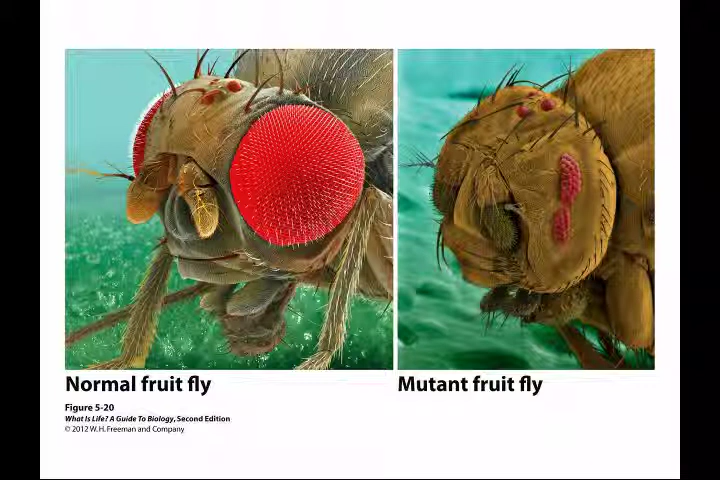 Normal fruit fly
Mutant fruit fly
Figure 5-20
What Is Life? A Guide To Biology, Second Edition
© 2012 W. H. Freeman and Company